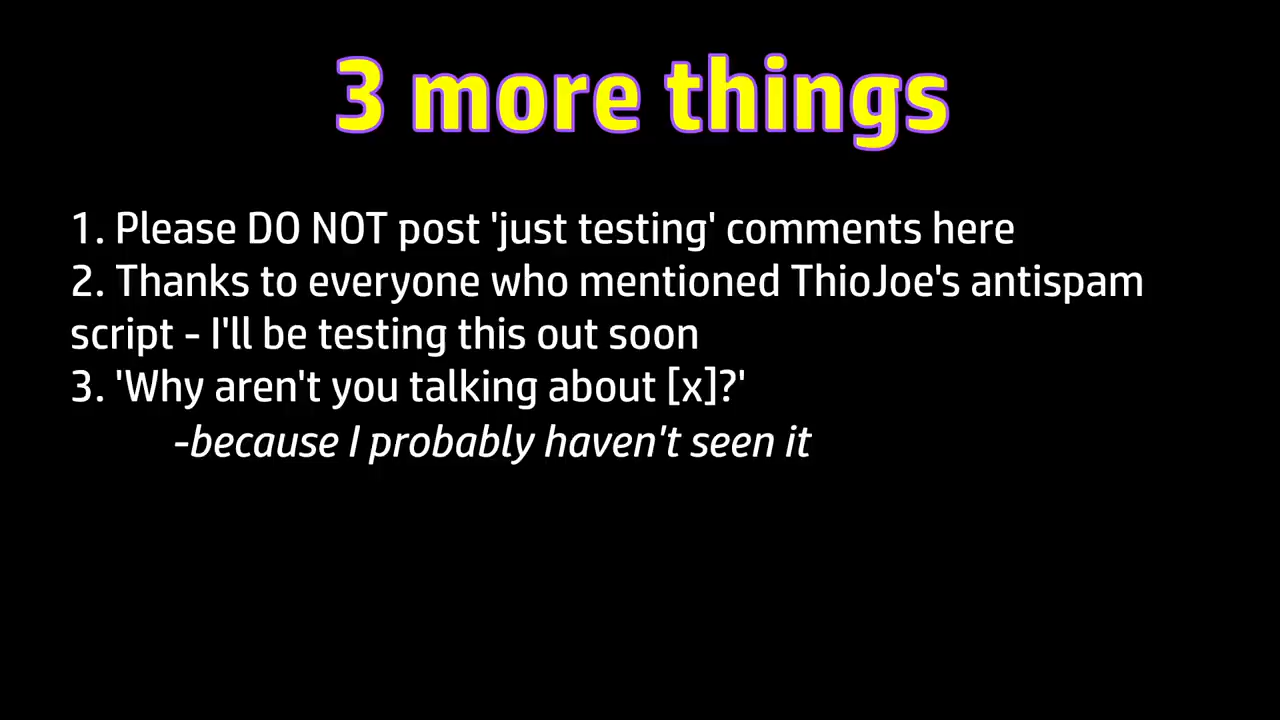 3 more things
1. Please DO NOT post 'just testing' comments here
2. Thanks to everyone who mentioned ThioJoe's antispam
script - I'll be testing this out soon
3. 'Why aren't you talking about [x]?'
-because I probably haven't seen it